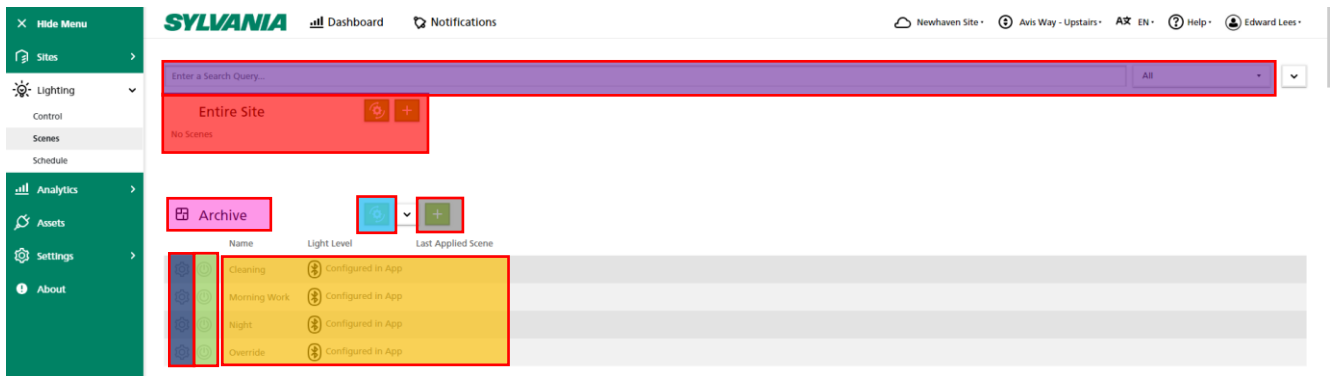 Hide Menu
SYLVANIA Dashboard Notifications Newhaven Site Avis Way - Upstairs A文 EN Help Edward Lees
Sites
Enter a Search Query... All
Lighting
Control
Entire Site
Scenes
No Scenes
Schedule
Analytics
Archive
Assets
Name Light Level Last Applied Scene
Settings
Cleaning Configured in App
About
Morning Work Configured in App
Night Configured in App
Override Configured in App